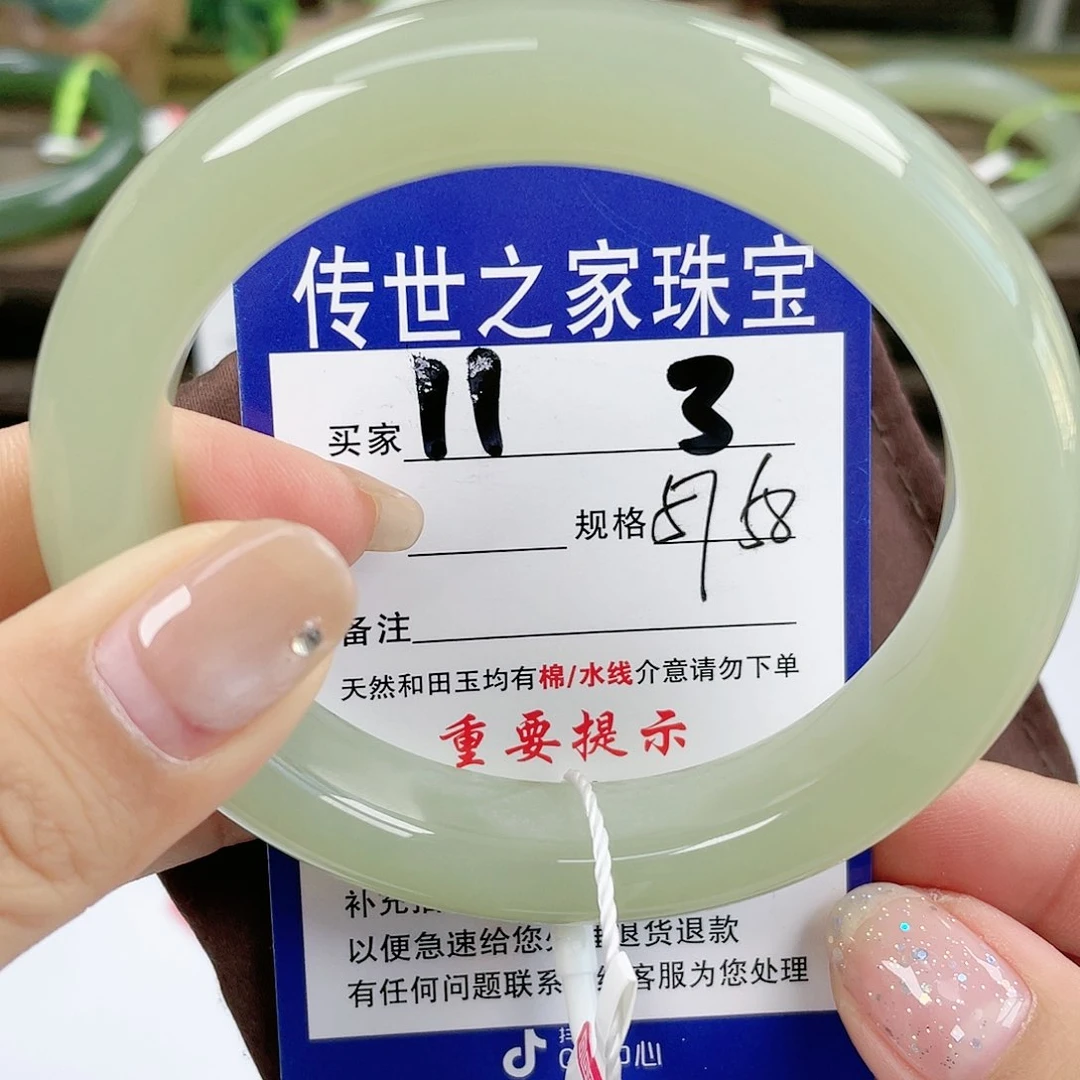 传世之家珠宝
买家 11 3
规格 57 58
备注
天然和田玉均有棉/水线介意请勿下单
重要提示
补充
以便急速给您 退货退款
有任何问题联系 客服为您处理
心